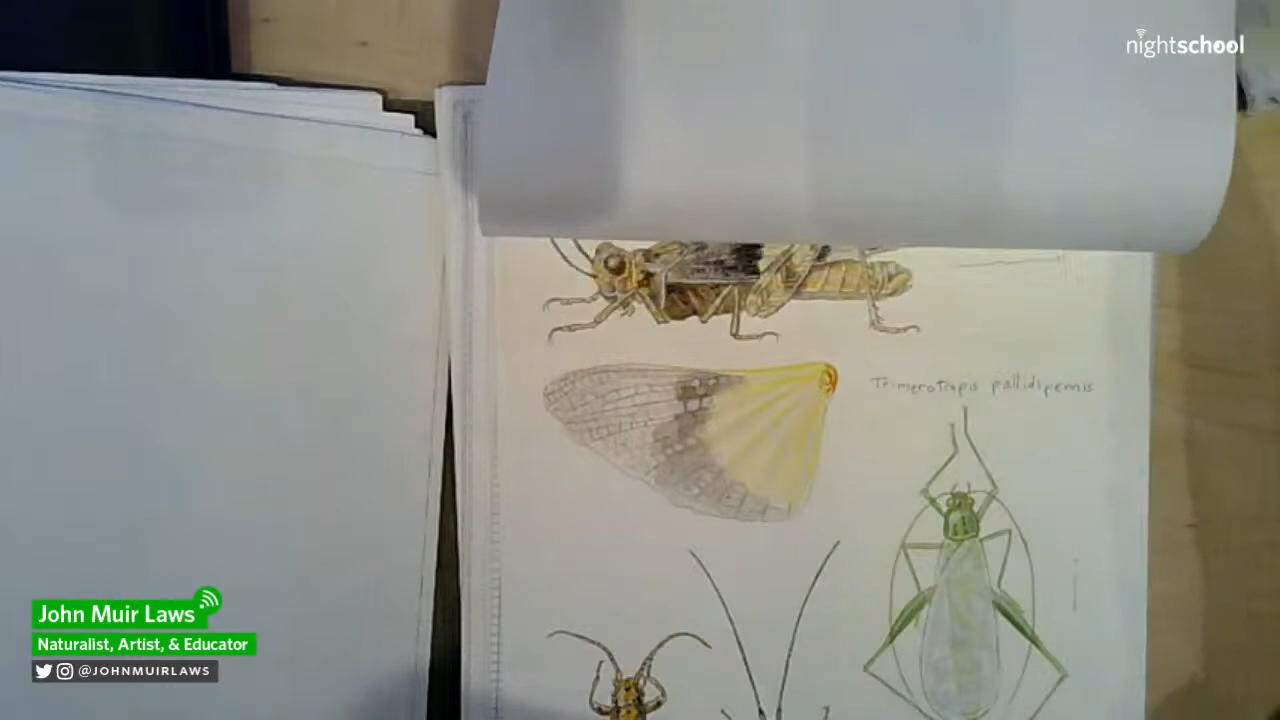 nightschool
Trimerotropis pallidipennis
John Muir Laws
Naturalist, Artist, & Educator
@JOHNMUIRLAWS